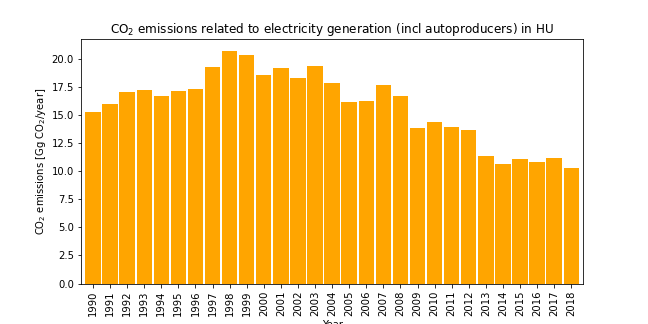 CO₂ emissions related to electricity generation (incl autoproducers) in HU
CO₂ emissions [Gg CO₂/year]
20.0
17.5
15.0
12.5
10.0
7.5
5.0
2.5
0.0
1990 1991 1992 1993 1994 1995 1996 1997 1998 1999 2000 2001 2002 2003 2004 2005 2006 2007 2008 2009 2010 2011 2012 2013 2014 2015 2016 2017 2018
Year